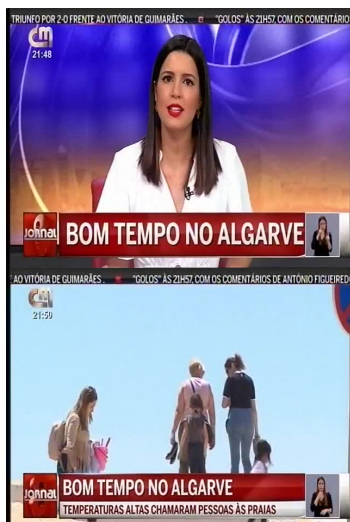 TRIUNFO POR 2-0 FRENTE AO VITÓRIA DE GUIMARÃES . "GOLOS" ÀS 21H57, COM OS COMENTÁRIO
CM
21:48
Jornal 8 BOM TEMPO NO ALGARVE
AO VITÓRIA DE GUIMARÃES . "GOLOS" ÀS 21H57, COM OS COMENTÁRIOS DE ANTÓNIO FIGUEIRED
CM
21:50
Jornal 8 BOM TEMPO NO ALGARVE
TEMPERATURAS ALTAS CHAMARAM PESSOAS ÀS PRAIAS